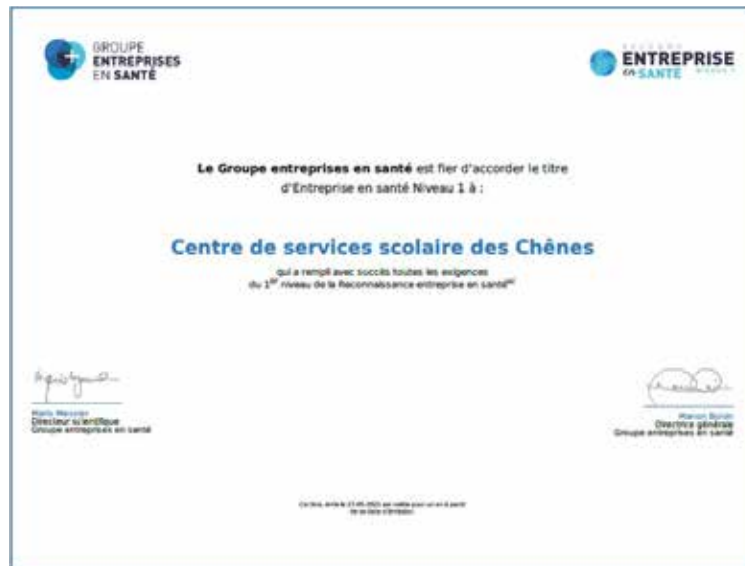 GROUPE
ENTREPRISES
EN SANTÉ
ENTREPRISE
en SANTÉ
Le Groupe entreprises en santé est fier d'accorder le titre
d'Entreprise en santé Niveau 1 à :
Centre de services scolaire des Chênes
qui a rempli avec succès toutes les exigences
du 1er niveau de la Reconnaissance entreprise en santé
Directeur scientifique
Groupe entreprises en santé
Directrice générale
Groupe entreprises en santé